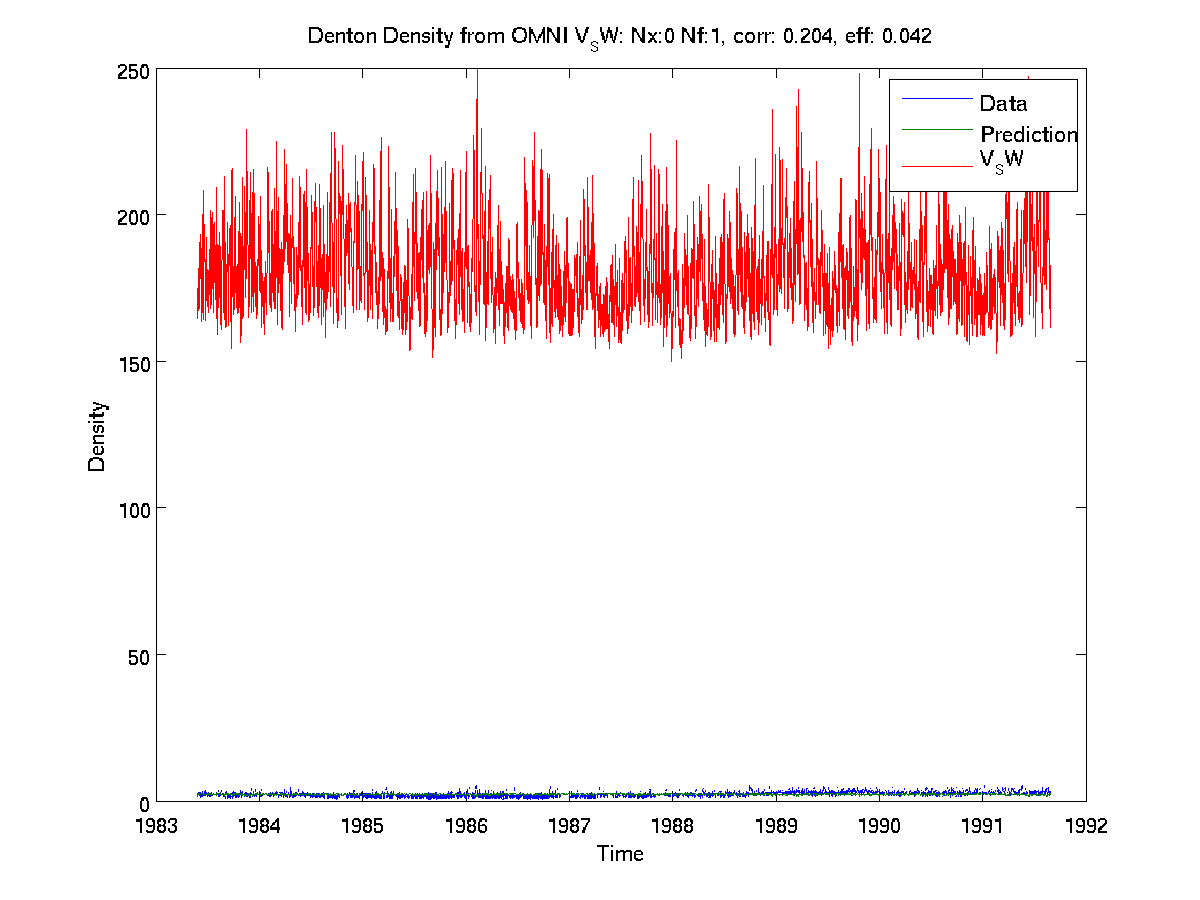 Denton Density from OMNI V_SW: Nx:0 Nf:1, corr: 0.204, eff: 0.042
250
200
150
100
50
0
Density
Data
Prediction
V_SW
1983 1984 1985 1986 1987 1988 1989 1990 1991 1992
Time